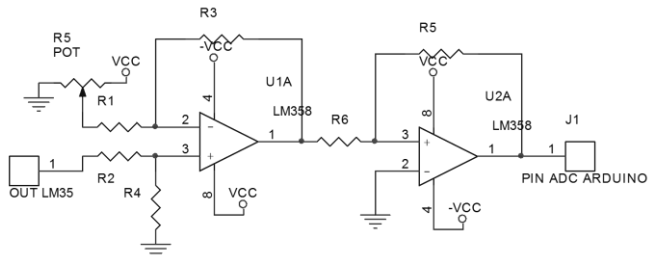 R3
R5
POT
VCC
-VCC
R5
VCC
R1
4
U1A
LM358
8
U2A
LM358
J1
2
1
R6
3
1
1
3
2
1
OUT LM35
R2
R4
8
VCC
4
-VCC
PIN ADC ARDUINO